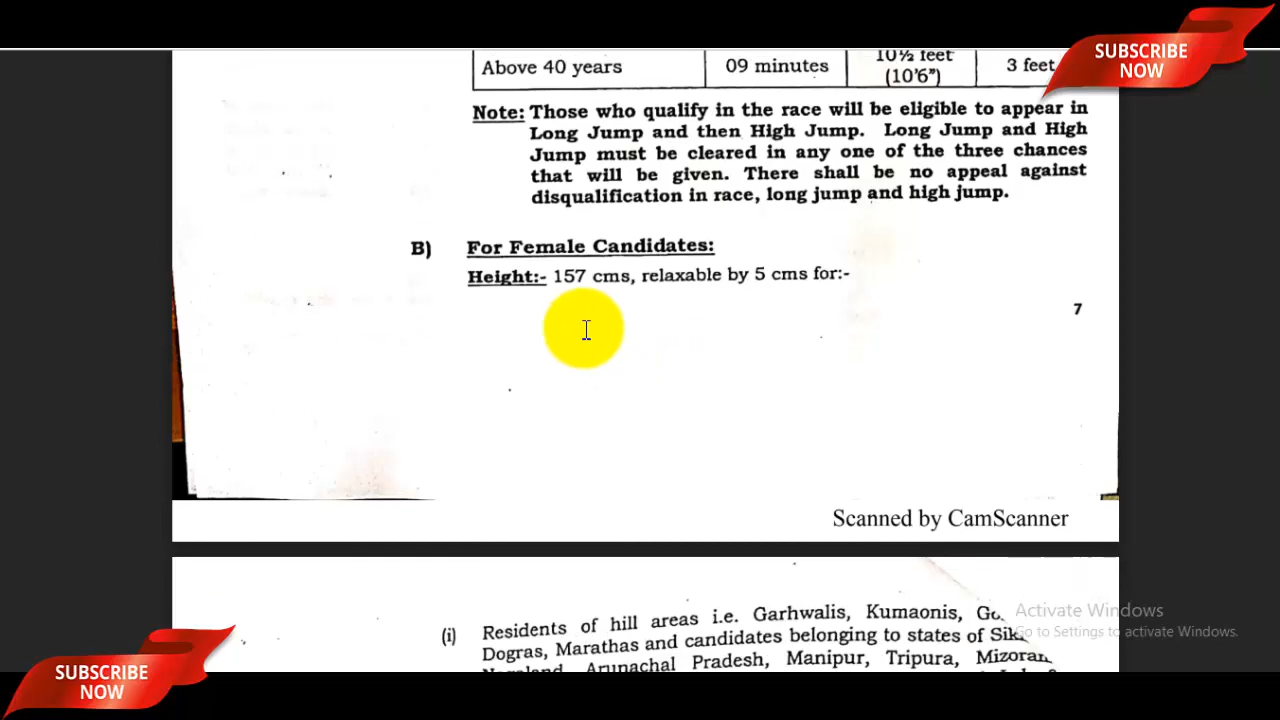 SUBSCRIBE
NOW
Above 40 years 09 minutes 10½ feet
(10'6") 3 feet
Note: Those who qualify in the race will be eligible to appear in
Long Jump and then High Jump. Long Jump and High
Jump must be cleared in any one of the three chances
that will be given. There shall be no appeal against
disqualification in race, long jump and high jump.
B) For Female Candidates:
Height:- 157 cms, relaxable by 5 cms for:-
7
Scanned by CamScanner
(i) Residents of hill areas i.e. Garhwalis, Kumaonis,
Dogras, Marathas and candidates belonging to states of
Arunachal Pradesh, Manipur, Tripura,
Activate Windows
Go to Settings to activate Windows.
SUBSCRIBE
NOW